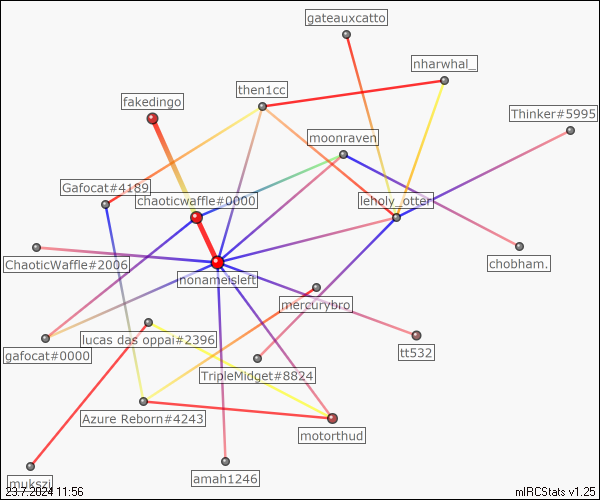 gateauxcatto
nharwhal_
then1cc
fakedingo
Thinker#5995
moonraven
Gafocat#4189
chaoticwaffle#0000
leholy_otter
ChaoticWaffle#2006
chobham.
nonameisleft
mercurybro
lucas das oppai#2396
gafocat#0000
tt532
TripleMidget#8824
Azure Reborn#4243
motorthud
amah1246
mukszi
23.7.2024 11:56
mIRCStats v1.25